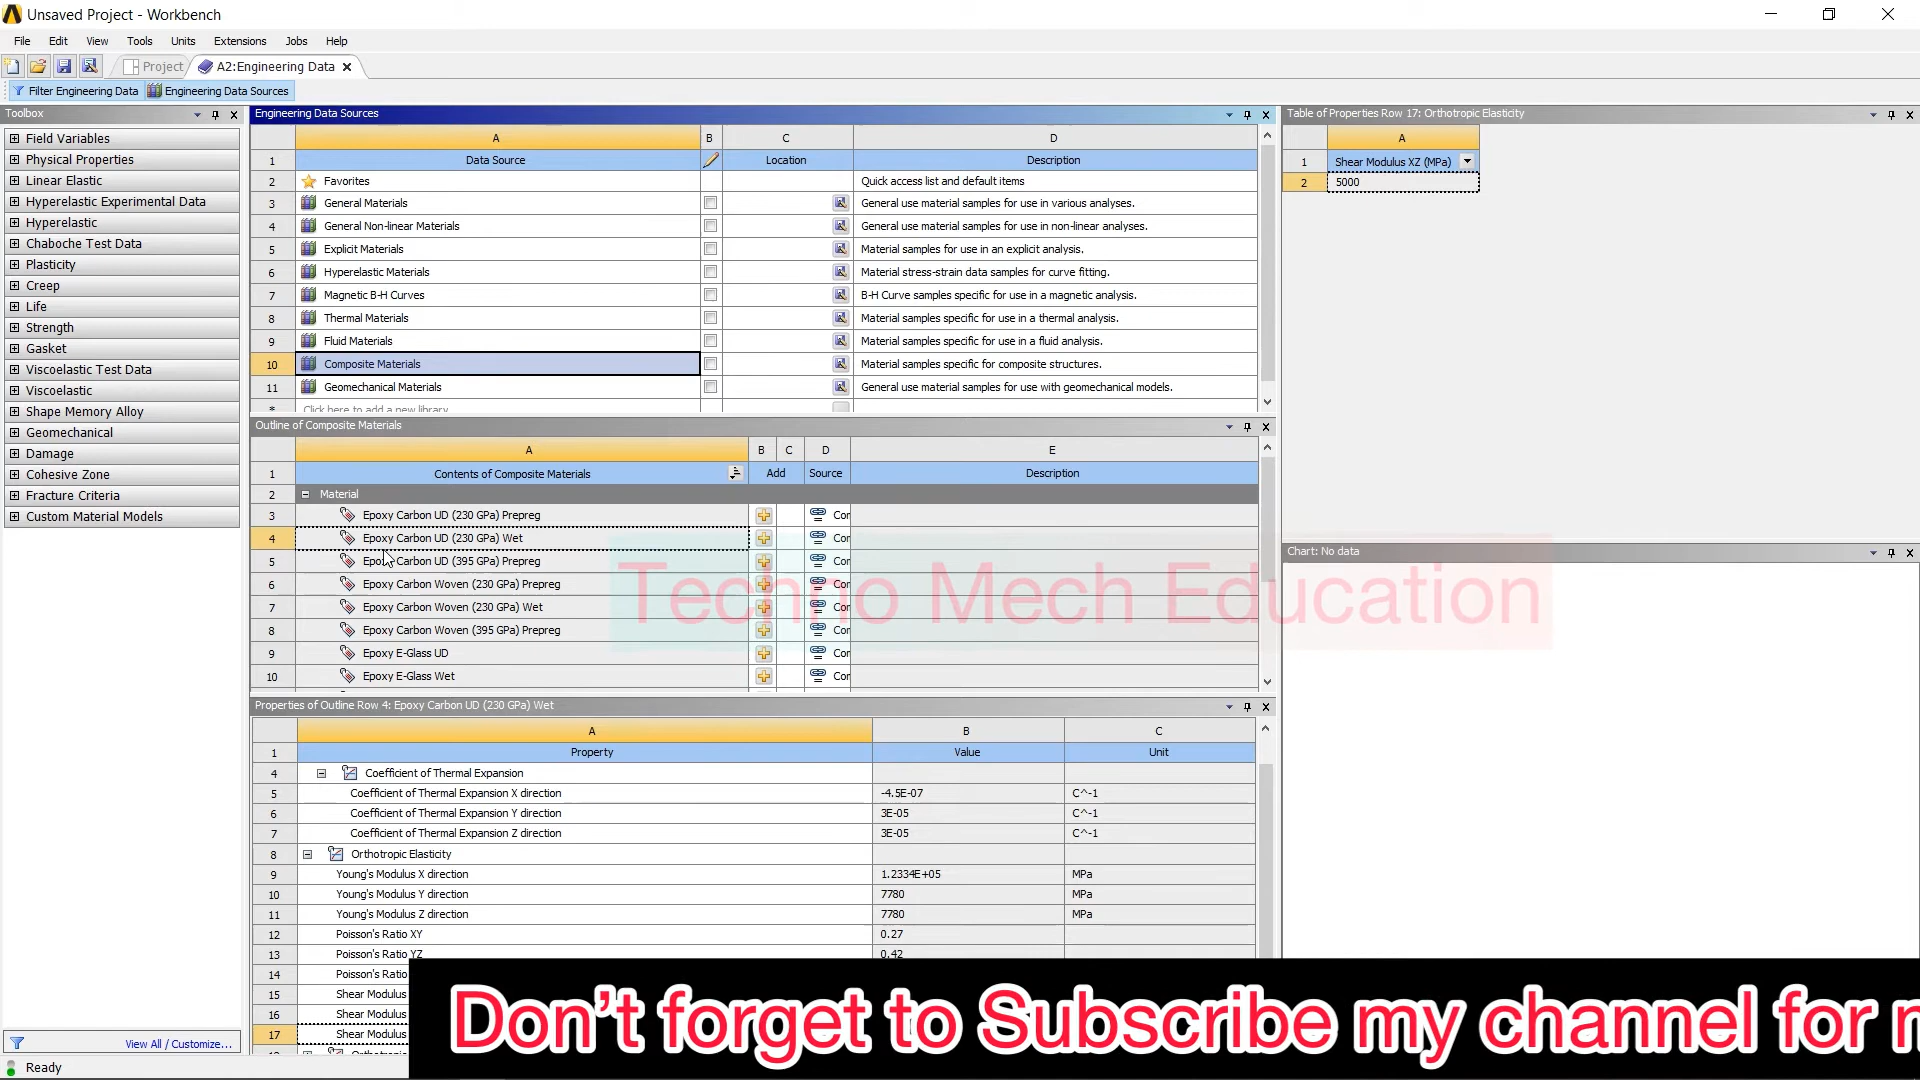 Unsaved Project - Workbench
File Edit View Tools Units Extensions Jobs Help
Project A2:Engineering Data
Filter Engineering Data Engineering Data Sources
Toolbox
Field Variables
Physical Properties
Linear Elastic
Hyperelastic Experimental Data
Hyperelastic
Chaboche Test Data
Plasticity
Creep
Life
Strength
Gasket
Viscoelastic Test Data
Viscoelastic
Shape Memory Alloy
Geomechanical
Damage
Cohesive Zone
Fracture Criteria
Custom Material Models
View All / Customize...
Ready
Engineering Data Sources
A B C D
1 Data Source Location Description
2 Favorites Quick access list and default items
3 General Materials General use material samples for use in various analyses.
4 General Non-linear Materials General use material samples for use in non-linear analyses.
5 Explicit Materials Material samples for use in an explicit analysis.
6 Hyperelastic Materials Material stress-strain data samples for curve fitting.
7 Magnetic B-H Curves B-H Curve samples specific for use in a magnetic analysis.
8 Thermal Materials Material samples specific for use in a thermal analysis.
9 Fluid Materials Material samples specific for use in a fluid analysis.
10 Composite Materials Material samples specific for composite structures.
11 Geomechanical Materials General use material samples for use with geomechanical models.
* Click here to add a new library
Outline of Composite Materials
A B C D E
1 Contents of Composite Materials Add Source Description
2 Material
3 Epoxy Carbon UD (230 GPa) Prepreg Cor
4 Epoxy Carbon UD (230 GPa) Wet Cor
5 Epoxy Carbon UD (395 GPa) Prepreg Cor
6 Epoxy Carbon Woven (230 GPa) Prepreg Cor
7 Epoxy Carbon Woven (230 GPa) Wet Cor
8 Epoxy Carbon Woven (395 GPa) Prepreg Cor
9 Epoxy E-Glass UD Cor
10 Epoxy E-Glass Wet Cor
Techno Mech Education
Properties of Outline Row 4: Epoxy Carbon UD (230 GPa) Wet
A B C
1 Property Value Unit
4 Coefficient of Thermal Expansion
5 Coefficient of Thermal Expansion X direction -4.5E-07 C^-1
6 Coefficient of Thermal Expansion Y direction 3E-05 C^-1
7 Coefficient of Thermal Expansion Z direction 3E-05 C^-1
8 Orthotropic Elasticity
9 Young's Modulus X direction 1.2334E+05 MPa
10 Young's Modulus Y direction 7780 MPa
11 Young's Modulus Z direction 7780 MPa
12 Poisson's Ratio XY 0.27
13 Poisson's Ratio YZ 0.42
14 Poisson's Ratio
15 Shear Modulus
16 Shear Modulus
17 Shear Modulus
Table of Properties Row 17: Orthotropic Elasticity
A
1 Shear Modulus XZ (MPa)
2 5000
Chart: No data
Don't forget to Subscribe my channel for